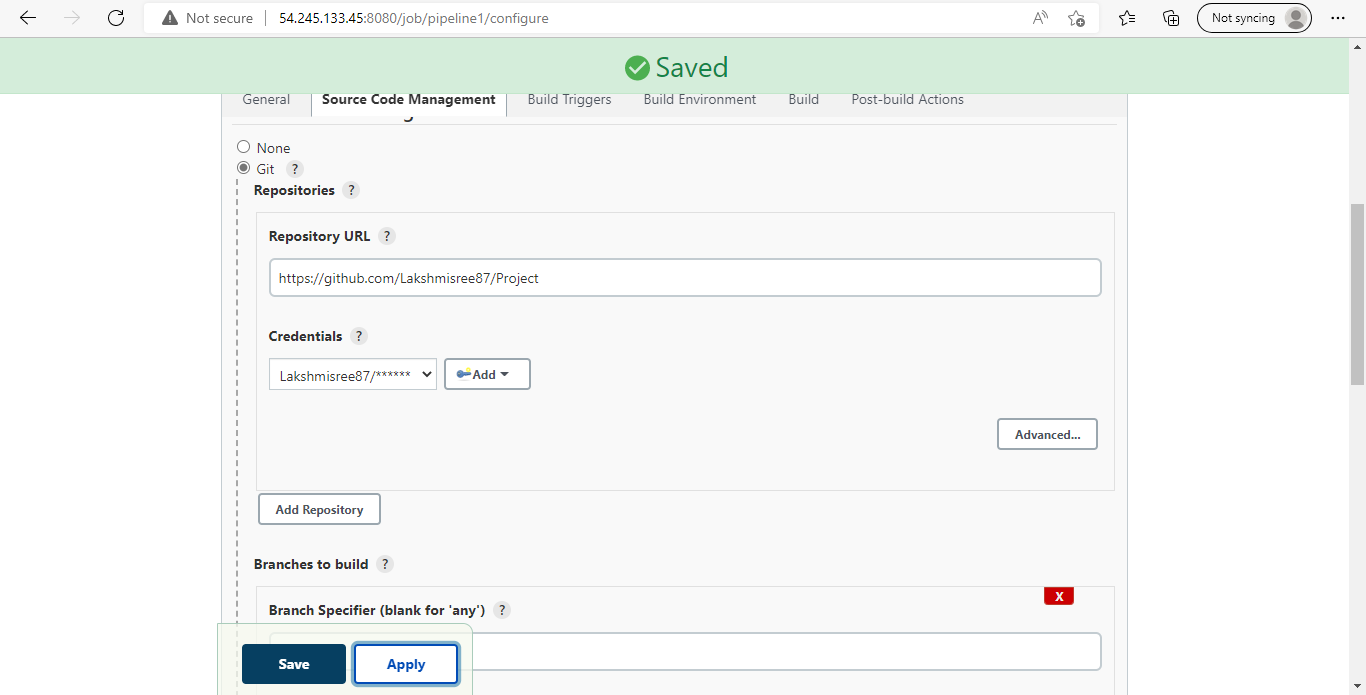 Not secure 54.245.133.45:8080/job/pipeline1/configure Not syncing
Saved
General Source Code Management Build Triggers Build Environment Build Post-build Actions
None
Git ?
Repositories ?
Repository URL ?
https://github.com/Lakshmisree87/Project
Credentials ?
Lakshmisree87/****** Add
Advanced...
Add Repository
Branches to build ?
X
Branch Specifier (blank for 'any') ?
Save Apply